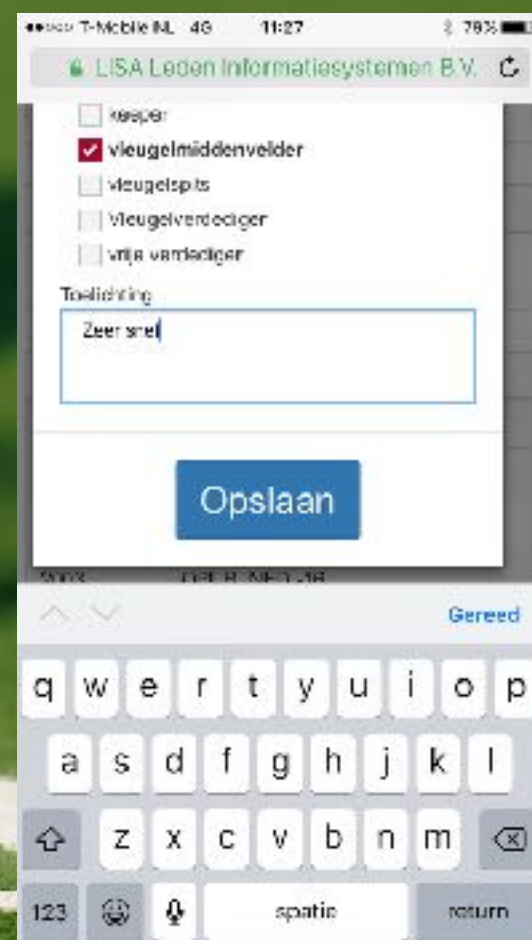 T-Mobile NL 4G 11:27 78%
LISA Leden Informatiesystemen B.V.
keeper
vleugelmiddenvelder
vleugelspits
Vleugelverdediger
vrije verdediger
Toelichting
Zeer snel
Opslaan
Gereed
q w e r t y u i o p
a s d f g h j k l
z x c v b n m
123 spatie return